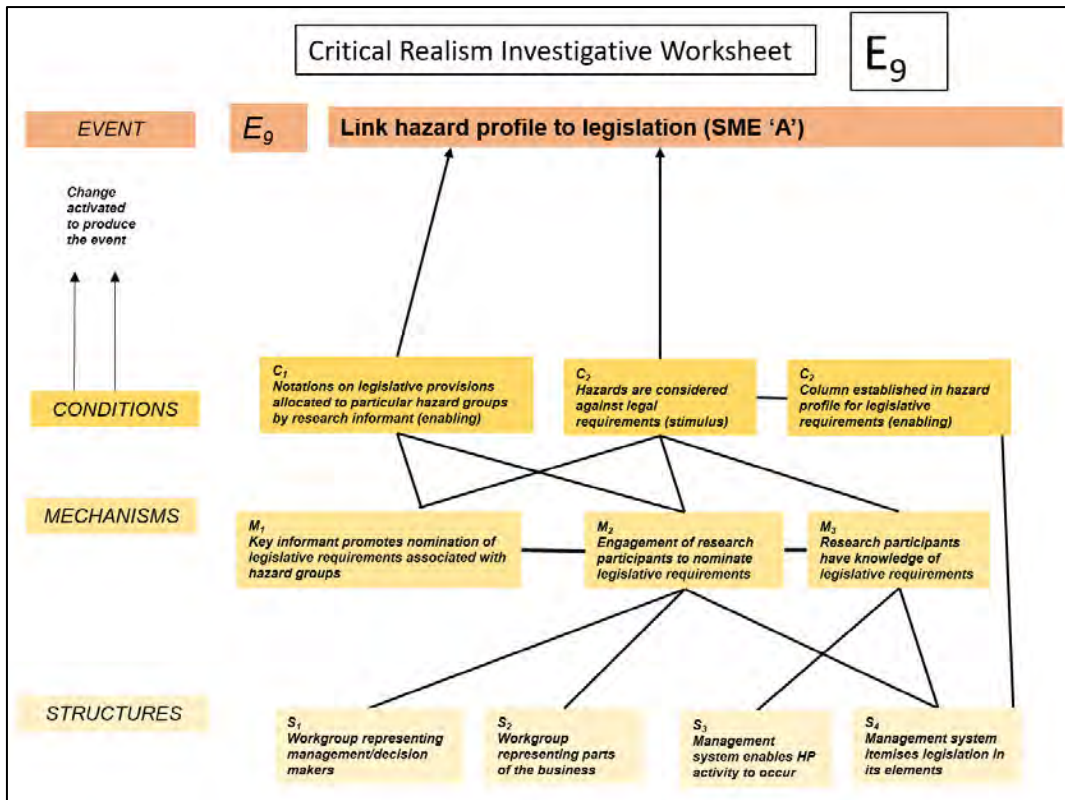 Critical Realism Investigative Worksheet
E9
EVENT
E9
Link hazard profile to legislation (SME ‘A’)
Change
activated
to produce
the event
CONDITIONS
C1
Notations on legislative provisions
allocated to particular hazard groups
by research informant (enabling)
C2
Hazards are considered
against legal
requirements (stimulus)
C2
Column established in hazard
profile for legislative
requirements (enabling)
MECHANISMS
M1
Key informant promotes nomination of
legislative requirements associated with
hazard groups
M2
Engagement of research
participants to nominate
legislative requirements
M3
Research participants
have knowledge of
legislative requirements
STRUCTURES
S1
Workgroup representing
management/decision
makers
S2
Workgroup
representing parts
of the business
S3
Management
system enables HP
activity to occur
S4
Management system
itemises legislation in
its elements